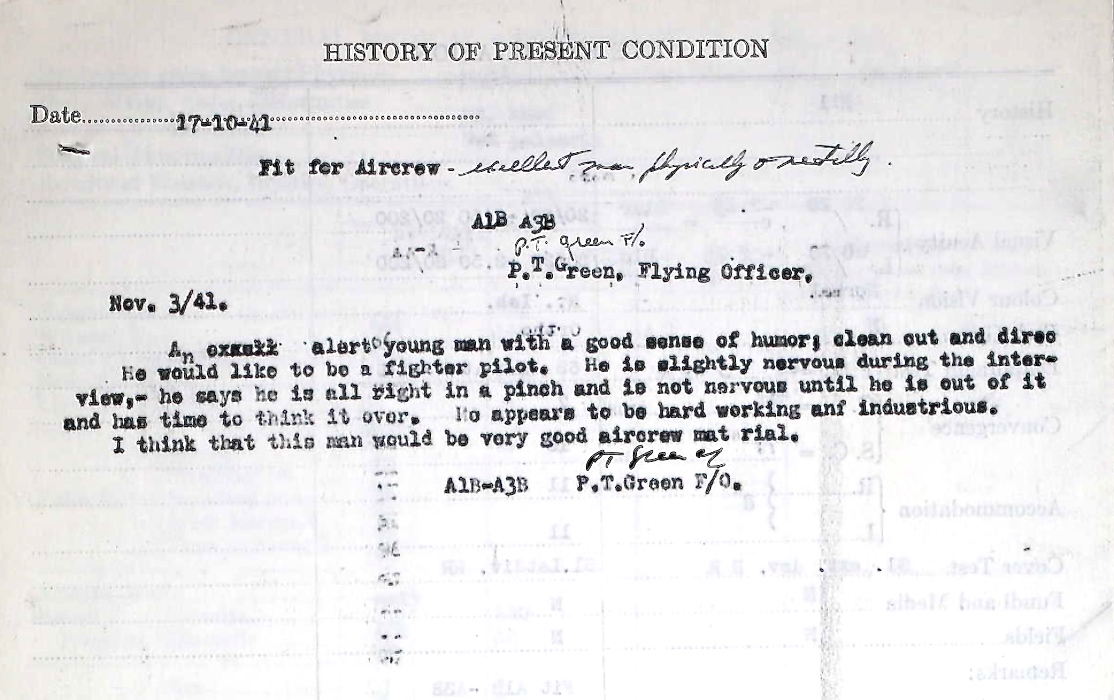 HISTORY OF PRESENT CONDITION
Date 17-10-41
Fit for Aircrew - excellent man, physically & mentally.
A1B A3B
P.T. Green F/O.
P.T.Green, Flying Officer.
Nov. 3/41.
An alert young man with a good sense of humor; clean cut and direc
He would like to be a fighter pilot. He is slightly nervous during the inter-
view,- he says he is all right in a pinch and is not nervous until he is out of it
and has time to think it over. He appears to be hard working anf industrious.
I think that this man would be very good aircrew mat rial.
PT Green
A1B-A3B P.T.Green F/O.